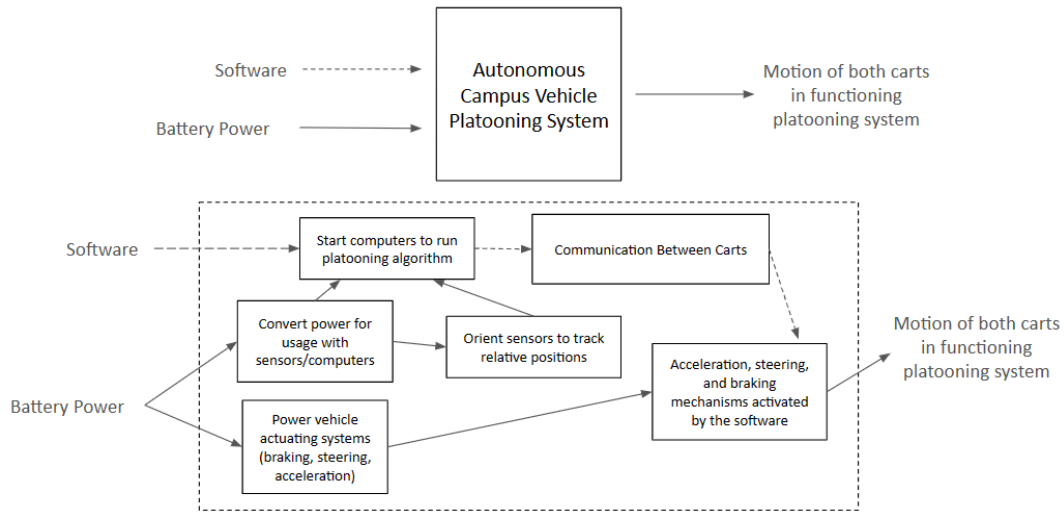 Software
Battery Power
Autonomous
Campus Vehicle
Platooning System
Motion of both carts
in functioning
platooning system
Software
Start computers to run
platooning algorithm
Communication Between Carts
Convert power for
usage with
sensors/computers
Orient sensors to track
relative positions
Battery Power
Power vehicle
actuating systems
(braking, steering,
acceleration)
Acceleration, steering,
and braking
mechanisms activated
by the software
Motion of both carts
in functioning
platooning system